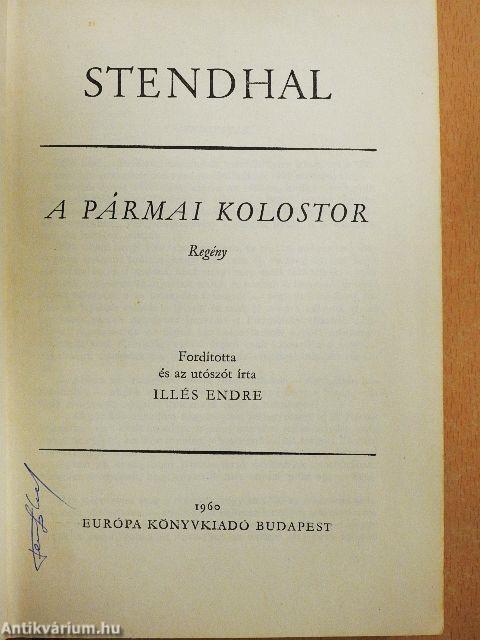 STENDHAL
A PÁRMAI KOLOSTOR
Regény
Fordította
és az utószót írta
ILLÉS ENDRE
1960
EURÓPA KÖNYVKIADÓ BUDAPEST
Antikvárium.hu